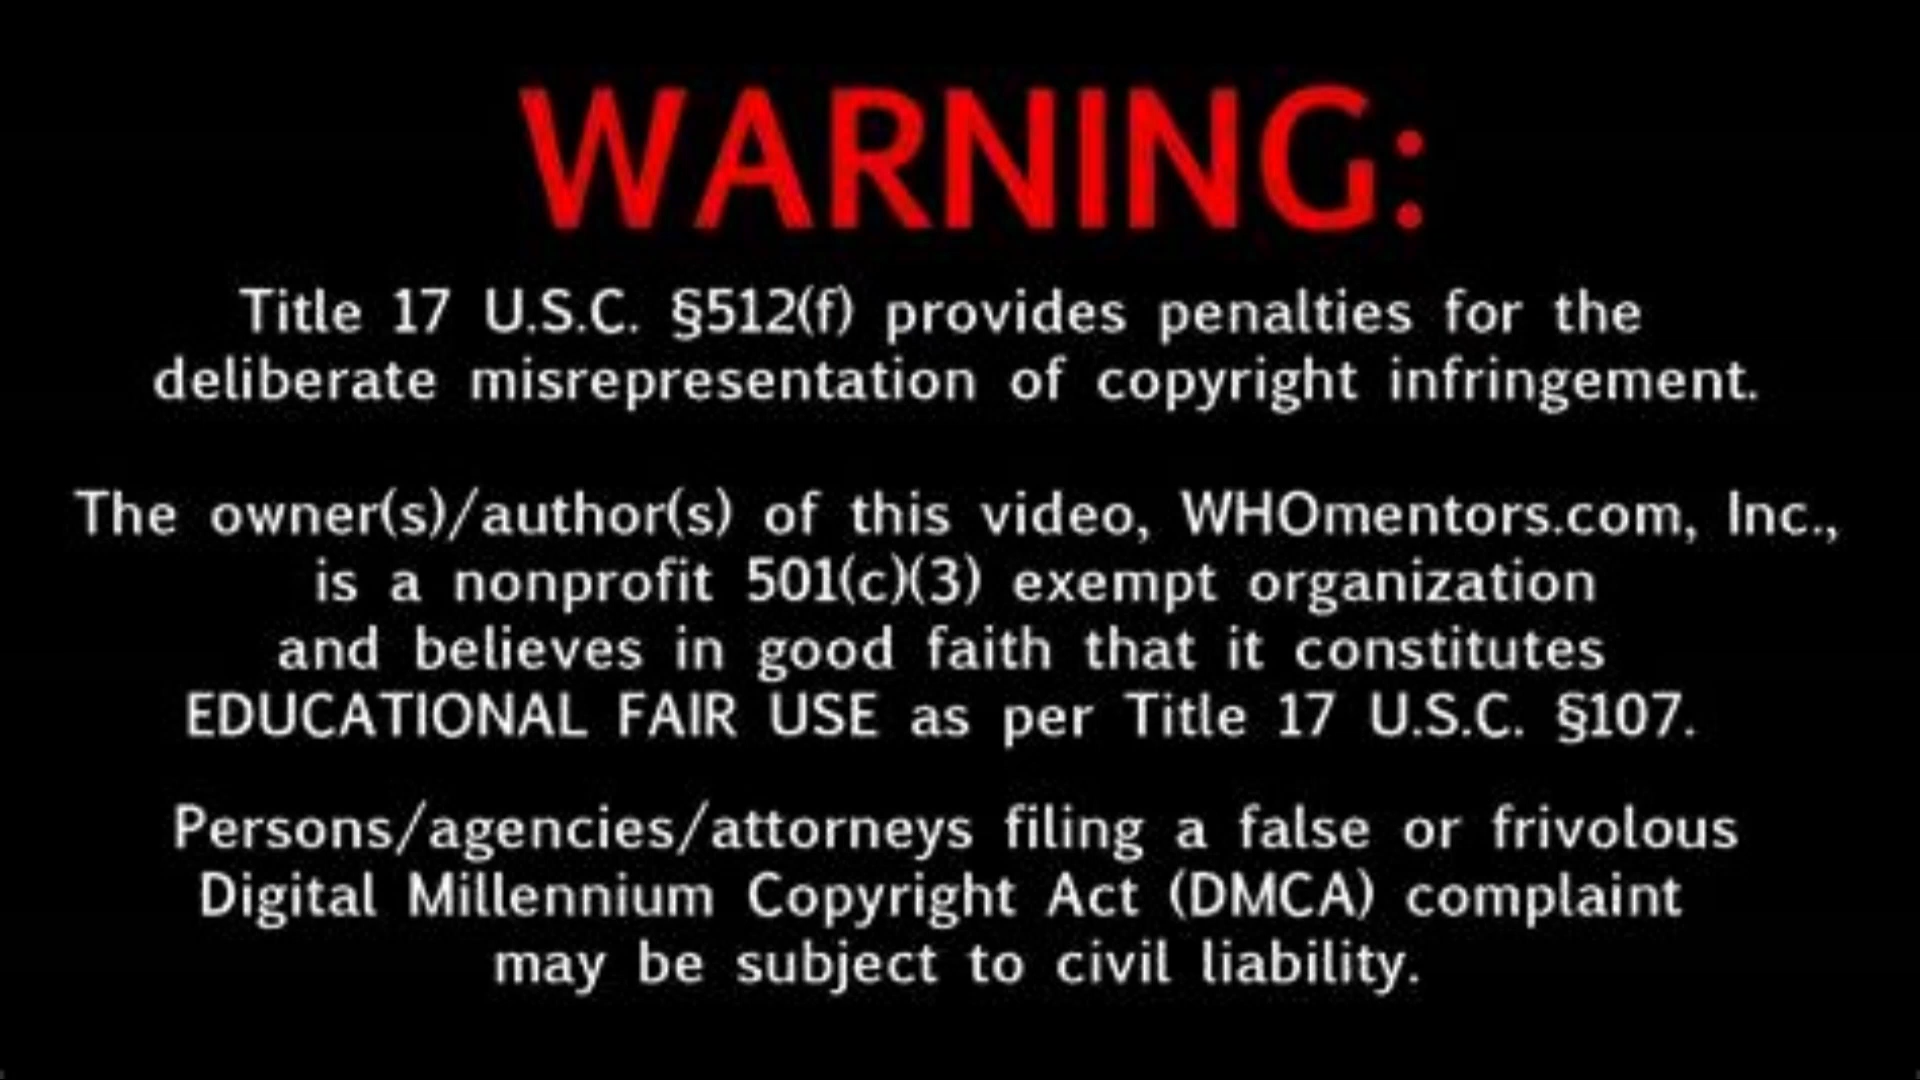 WARNING:
Title 17 U.S.C. §512(f) provides penalties for the
deliberate misrepresentation of copyright infringement.
The owner(s)/author(s) of this video, WHOmentors.com, Inc.,
is a nonprofit 501(c)(3) exempt organization
and believes in good faith that it constitutes
EDUCATIONAL FAIR USE as per Title 17 U.S.C. §107.
Persons/agencies/attorneys filing a false or frivolous
Digital Millennium Copyright Act (DMCA) complaint
may be subject to civil liability.